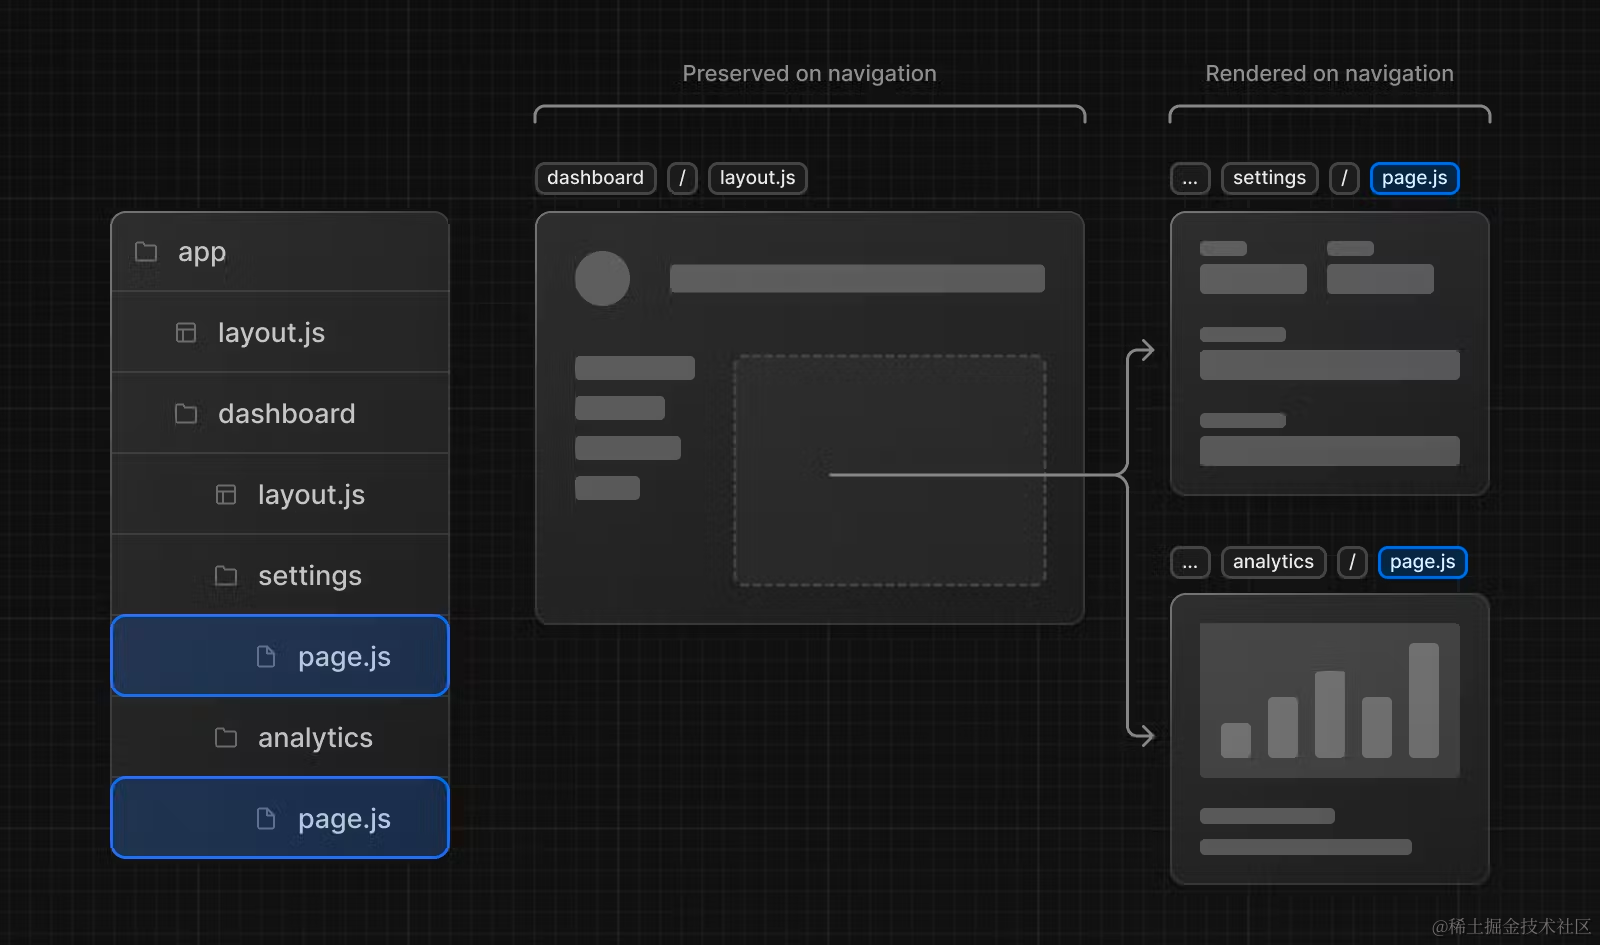 Preserved on navigation
Rendered on navigation
dashboard / layout.js
... settings / page.js
app
layout.js
dashboard
layout.js
settings
page.js
analytics
page.js
... analytics / page.js
@稀土掘金技术社区